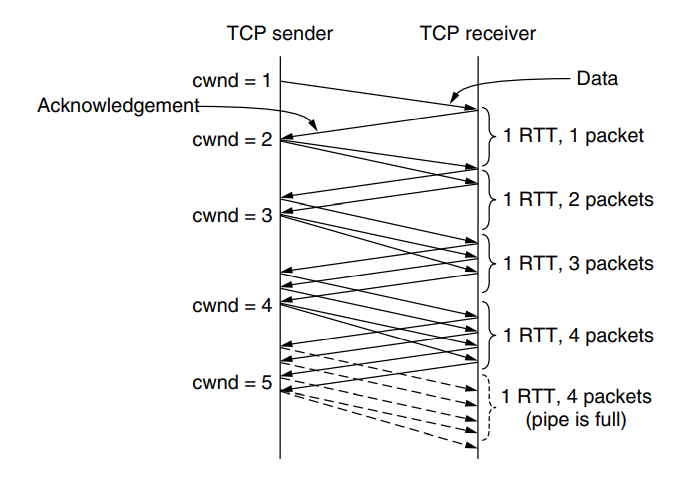 TCP sender
TCP receiver
cwnd = 1
Data
Acknowledgement
cwnd = 2
1 RTT, 1 packet
1 RTT, 2 packets
cwnd = 3
1 RTT, 3 packets
cwnd = 4
1 RTT, 4 packets
cwnd = 5
1 RTT, 4 packets
(pipe is full)